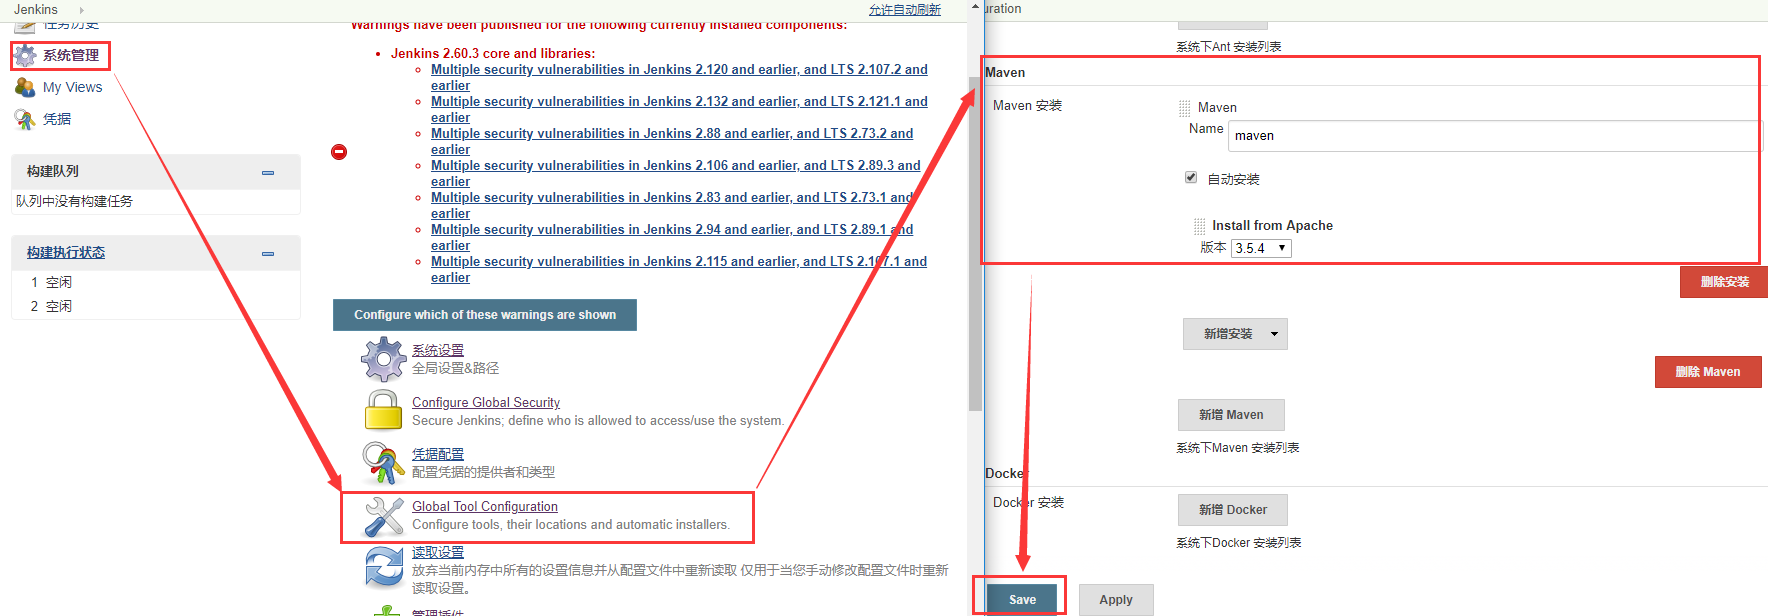 Jenkins
允许自动刷新
任务历史
系统管理
My Views
凭据
构建队列
队列中没有构建任务
构建执行状态
1 空闲
2 空闲
Warnings have been published for the following currently installed components:
Jenkins 2.60.3 core and libraries:
Multiple security vulnerabilities in Jenkins 2.120 and earlier, and LTS 2.107.2 and
earlier
Multiple security vulnerabilities in Jenkins 2.132 and earlier, and LTS 2.121.1 and
earlier
Multiple security vulnerabilities in Jenkins 2.88 and earlier, and LTS 2.73.2 and
earlier
Multiple security vulnerabilities in Jenkins 2.106 and earlier, and LTS 2.89.3 and
earlier
Multiple security vulnerabilities in Jenkins 2.83 and earlier, and LTS 2.73.1 and
earlier
Multiple security vulnerabilities in Jenkins 2.94 and earlier, and LTS 2.89.1 and
earlier
Multiple security vulnerabilities in Jenkins 2.115 and earlier, and LTS 2.107.1 and
earlier
Configure which of these warnings are shown
系统设置
全局设置&路径
Configure Global Security
Secure Jenkins; define who is allowed to access/use the system.
凭据配置
配置凭据的提供者和类型
Global Tool Configuration
Configure tools, their locations and automatic installers.
读取设置
放弃当前内存中所有的设置信息并从配置文件中重新读取 仅用于当您手动修改配置文件时重新
读取设置。
管理插件
uration
系统下Ant 安装列表
Maven
Maven 安装
Maven
Name maven
自动安装
Install from Apache
版本 3.5.4
删除安装
新增安装
删除 Maven
新增 Maven
系统下Maven 安装列表
Docker
Docker 安装
新增 Docker
系统下Docker 安装列表
Save
Apply